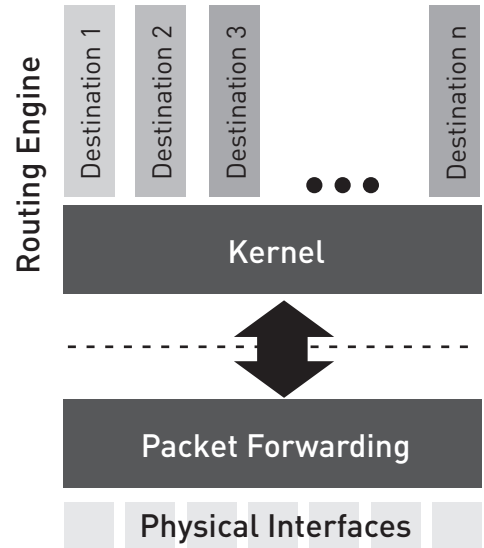 Routing Engine
Destination 1
Destination 2
Destination 3
Destination n
Kernel
Packet Forwarding
Physical Interfaces